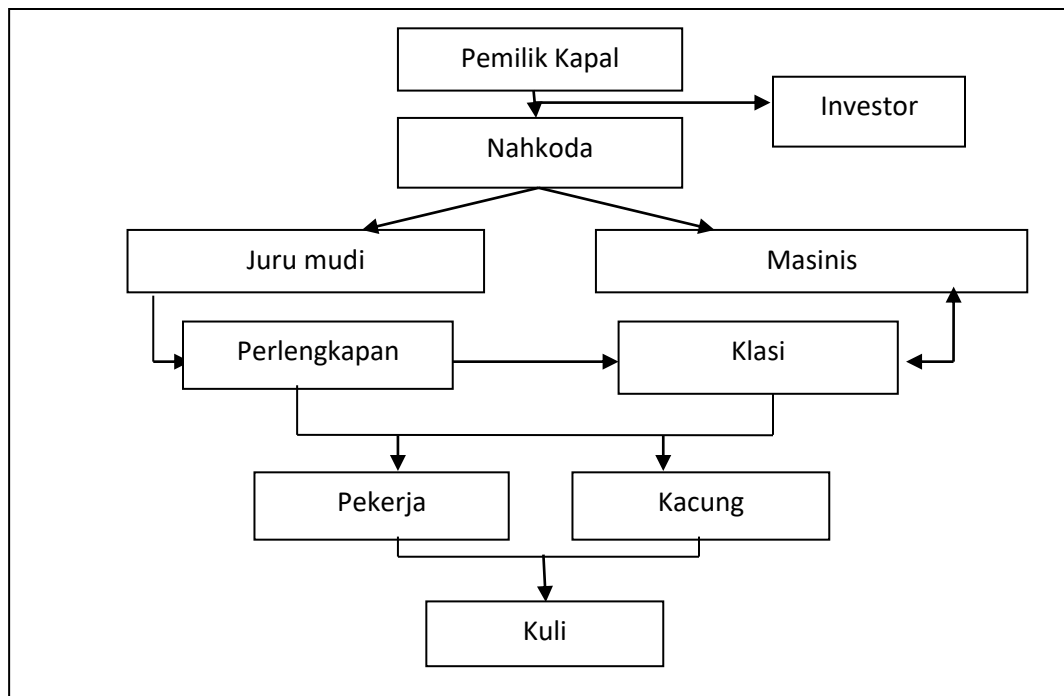 Pemilik Kapal
Investor
Nahkoda
Juru mudi
Masinis
Perlengkapan
Klasi
Pekerja
Kacung
Kuli